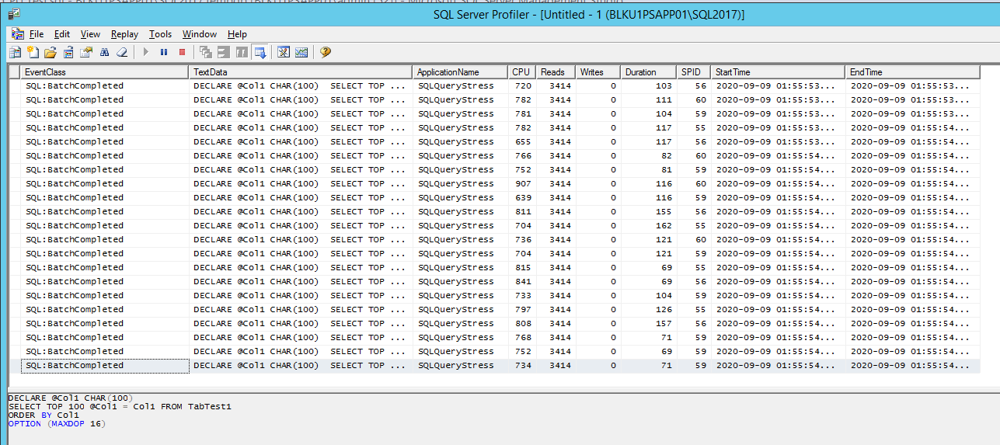 SQL Server Profiler - [Untitled - 1 (BLKU1PSAPP01\SQL2017)]
File Edit View Replay Tools Window Help
EventClass TextData ApplicationName CPU Reads Writes Duration SPID StartTime EndTime
SQL:BatchCompleted DECLARE @Col1 CHAR(100) SELECT TOP ... SQLQueryStress 720 3414 0 103 56 2020-09-09 01:55:53... 2020-09-09 01:55:53...
SQL:BatchCompleted DECLARE @Col1 CHAR(100) SELECT TOP ... SQLQueryStress 782 3414 0 111 60 2020-09-09 01:55:53... 2020-09-09 01:55:53...
SQL:BatchCompleted DECLARE @Col1 CHAR(100) SELECT TOP ... SQLQueryStress 781 3414 0 104 59 2020-09-09 01:55:53... 2020-09-09 01:55:53...
SQL:BatchCompleted DECLARE @Col1 CHAR(100) SELECT TOP ... SQLQueryStress 782 3414 0 117 55 2020-09-09 01:55:53... 2020-09-09 01:55:54...
SQL:BatchCompleted DECLARE @Col1 CHAR(100) SELECT TOP ... SQLQueryStress 655 3414 0 117 56 2020-09-09 01:55:53... 2020-09-09 01:55:54...
SQL:BatchCompleted DECLARE @Col1 CHAR(100) SELECT TOP ... SQLQueryStress 766 3414 0 82 60 2020-09-09 01:55:54... 2020-09-09 01:55:54...
SQL:BatchCompleted DECLARE @Col1 CHAR(100) SELECT TOP ... SQLQueryStress 752 3414 0 81 59 2020-09-09 01:55:54... 2020-09-09 01:55:54...
SQL:BatchCompleted DECLARE @Col1 CHAR(100) SELECT TOP ... SQLQueryStress 907 3414 0 116 60 2020-09-09 01:55:54... 2020-09-09 01:55:54...
SQL:BatchCompleted DECLARE @Col1 CHAR(100) SELECT TOP ... SQLQueryStress 639 3414 0 116 59 2020-09-09 01:55:54... 2020-09-09 01:55:54...
SQL:BatchCompleted DECLARE @Col1 CHAR(100) SELECT TOP ... SQLQueryStress 811 3414 0 155 56 2020-09-09 01:55:54... 2020-09-09 01:55:54...
SQL:BatchCompleted DECLARE @Col1 CHAR(100) SELECT TOP ... SQLQueryStress 704 3414 0 162 55 2020-09-09 01:55:54... 2020-09-09 01:55:54...
SQL:BatchCompleted DECLARE @Col1 CHAR(100) SELECT TOP ... SQLQueryStress 736 3414 0 121 60 2020-09-09 01:55:54... 2020-09-09 01:55:54...
SQL:BatchCompleted DECLARE @Col1 CHAR(100) SELECT TOP ... SQLQueryStress 704 3414 0 121 59 2020-09-09 01:55:54... 2020-09-09 01:55:54...
SQL:BatchCompleted DECLARE @Col1 CHAR(100) SELECT TOP ... SQLQueryStress 815 3414 0 69 55 2020-09-09 01:55:54... 2020-09-09 01:55:54...
SQL:BatchCompleted DECLARE @Col1 CHAR(100) SELECT TOP ... SQLQueryStress 841 3414 0 69 56 2020-09-09 01:55:54... 2020-09-09 01:55:54...
SQL:BatchCompleted DECLARE @Col1 CHAR(100) SELECT TOP ... SQLQueryStress 733 3414 0 104 59 2020-09-09 01:55:54... 2020-09-09 01:55:54...
SQL:BatchCompleted DECLARE @Col1 CHAR(100) SELECT TOP ... SQLQueryStress 797 3414 0 126 55 2020-09-09 01:55:54... 2020-09-09 01:55:54...
SQL:BatchCompleted DECLARE @Col1 CHAR(100) SELECT TOP ... SQLQueryStress 808 3414 0 157 56 2020-09-09 01:55:54... 2020-09-09 01:55:54...
SQL:BatchCompleted DECLARE @Col1 CHAR(100) SELECT TOP ... SQLQueryStress 768 3414 0 71 59 2020-09-09 01:55:54... 2020-09-09 01:55:54...
SQL:BatchCompleted DECLARE @Col1 CHAR(100) SELECT TOP ... SQLQueryStress 752 3414 0 69 59 2020-09-09 01:55:54... 2020-09-09 01:55:54...
SQL:BatchCompleted DECLARE @Col1 CHAR(100) SELECT TOP ... SQLQueryStress 734 3414 0 71 59 2020-09-09 01:55:54... 2020-09-09 01:55:54...
DECLARE @Col1 CHAR(100)
SELECT TOP 100 @Col1 = Col1 FROM TabTest1
ORDER BY Col1
OPTION (MAXDOP 16)